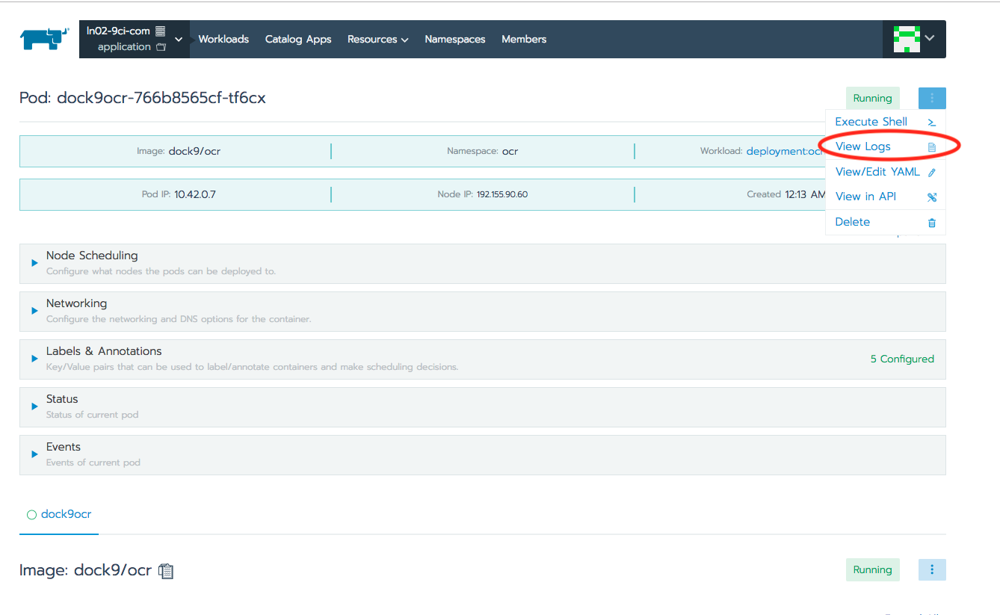 ln02-9ci-com
application
Workloads
Catalog Apps
Resources
Namespaces
Members
Pod: dock9ocr-766b8565cf-tf6cx
Running
Execute Shell
View Logs
View/Edit YAML
View in API
Delete
Image: dock9/ocr
Namespace: ocr
Workload: deployment:ocr
Pod IP: 10.42.0.7
Node IP: 192.155.90.60
Created 12:13 AM
Node Scheduling
Configure what nodes the pods can be deployed to.
Networking
Configure the networking and DNS options for the container.
Labels & Annotations
Key/Value pairs that can be used to label/annotate containers and make scheduling decisions.
5 Configured
Status
Status of current pod
Events
Events of current pod
dock9ocr
Image: dock9/ocr
Running